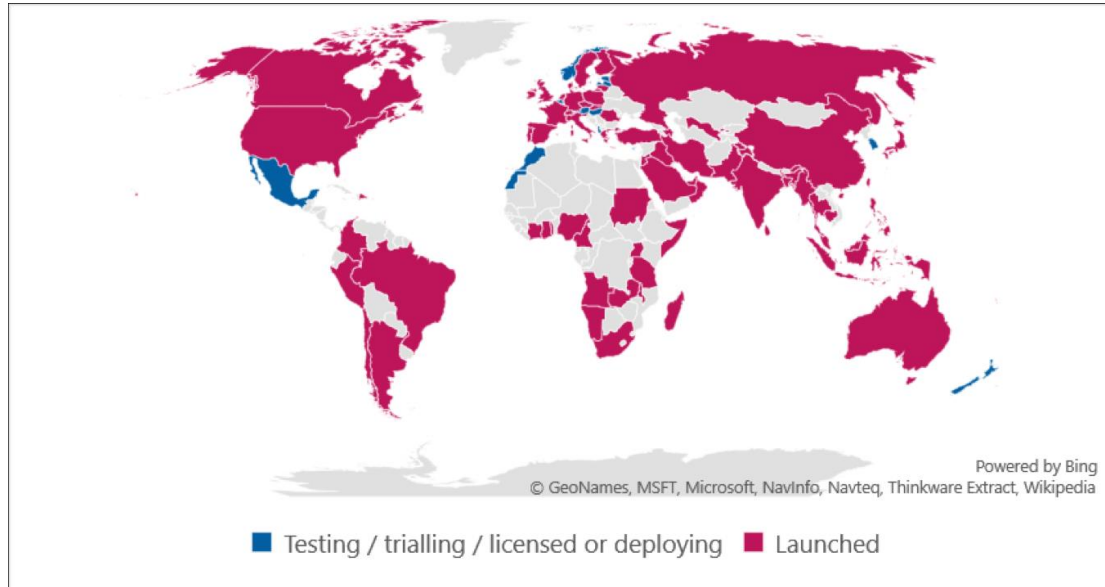 Powered by Bing
© GeoNames, MSFT, Microsoft, NavInfo, Navteq, Thinkware Extract, Wikipedia
Testing / trialling / licensed or deploying Launched